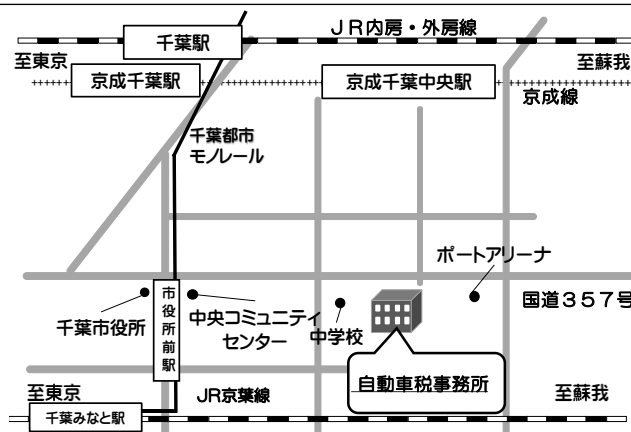 千葉駅
JR内房・外房線
至東京
至蘇我
京成千葉駅
京成千葉中央駅
京成線
千葉都市
モノレール
ポートアリーナ
市役所前駅
国道357号
千葉市役所
中央コミュニティ
センター
中学校
自動車税事務所
至東京
JR京葉線
至蘇我
千葉みなと駅